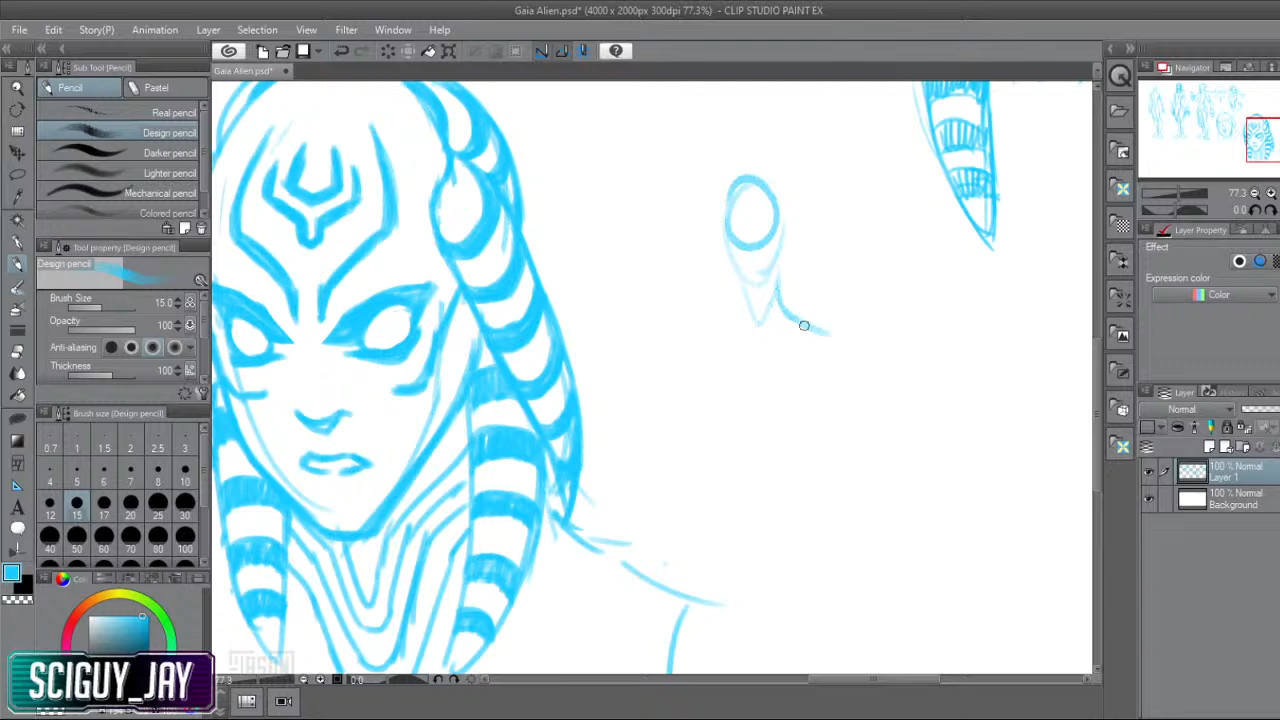 Gaia Alien.psd* (4000 x 2000px 300dpi 77.3%) - CLIP STUDIO PAINT EX
File Edit Story(P) Animation Layer Selection View Filter Window Help
Gaia Alien.psd*
Sub Tool [Pencil]
Pencil Pastel
Real pencil
Design pencil
Darker pencil
Lighter pencil
Mechanical pencil
Colored pencil
Tool property [Design pencil]
Design pencil
Brush Size 15.0
Opacity 100
Anti-aliasing
Thickness 100
Brush size [Design pencil]
0.7 1 1.5 2 2.5 3
4 5 6 7 8 10
12 15 17 20 25 30
40 50 60 70 80 100
SCIGUY_JAY
77.3
0.0
Navigator
77.3
0.0
Layer Property
Effect
Expression color
Color
Layer
Normal
100 % Normal
Layer 1
100 % Normal
Background